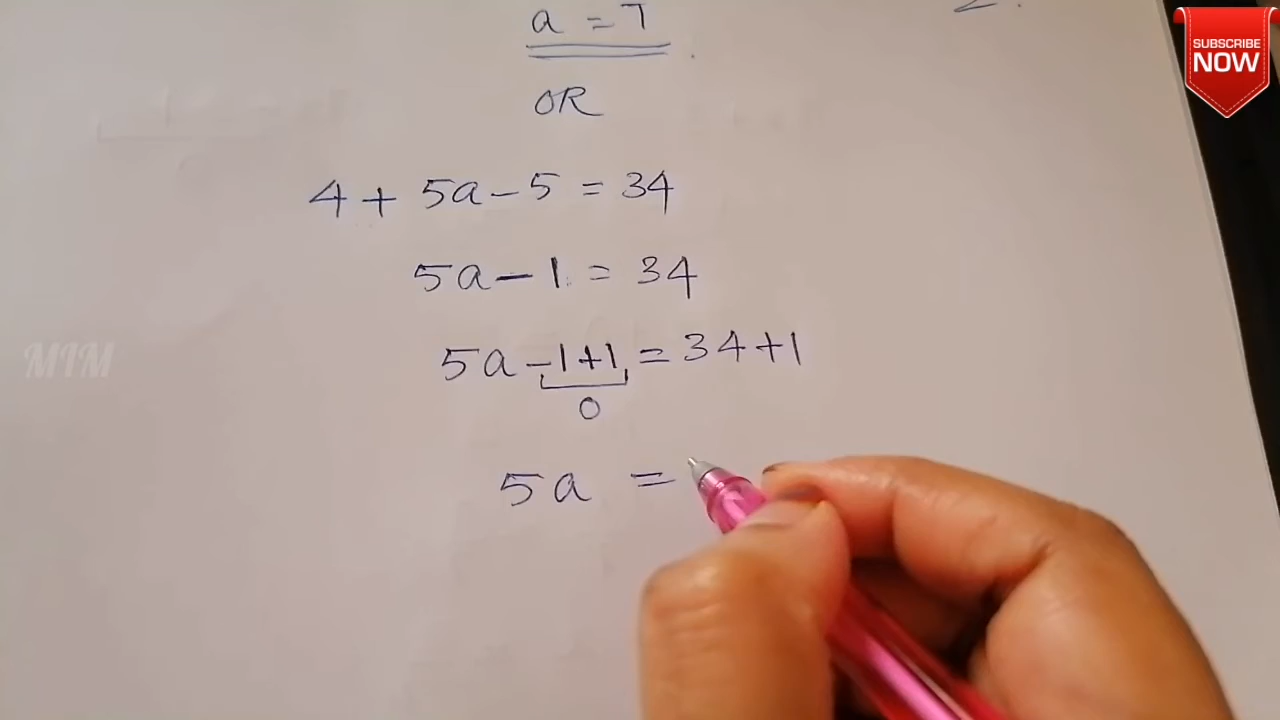 a = 7
SUBSCRIBE
NOW
OR
4 + 5a - 5 = 34
5a - 1 = 34
MIM
5a - 1 + 1 = 34 + 1
0
5a =